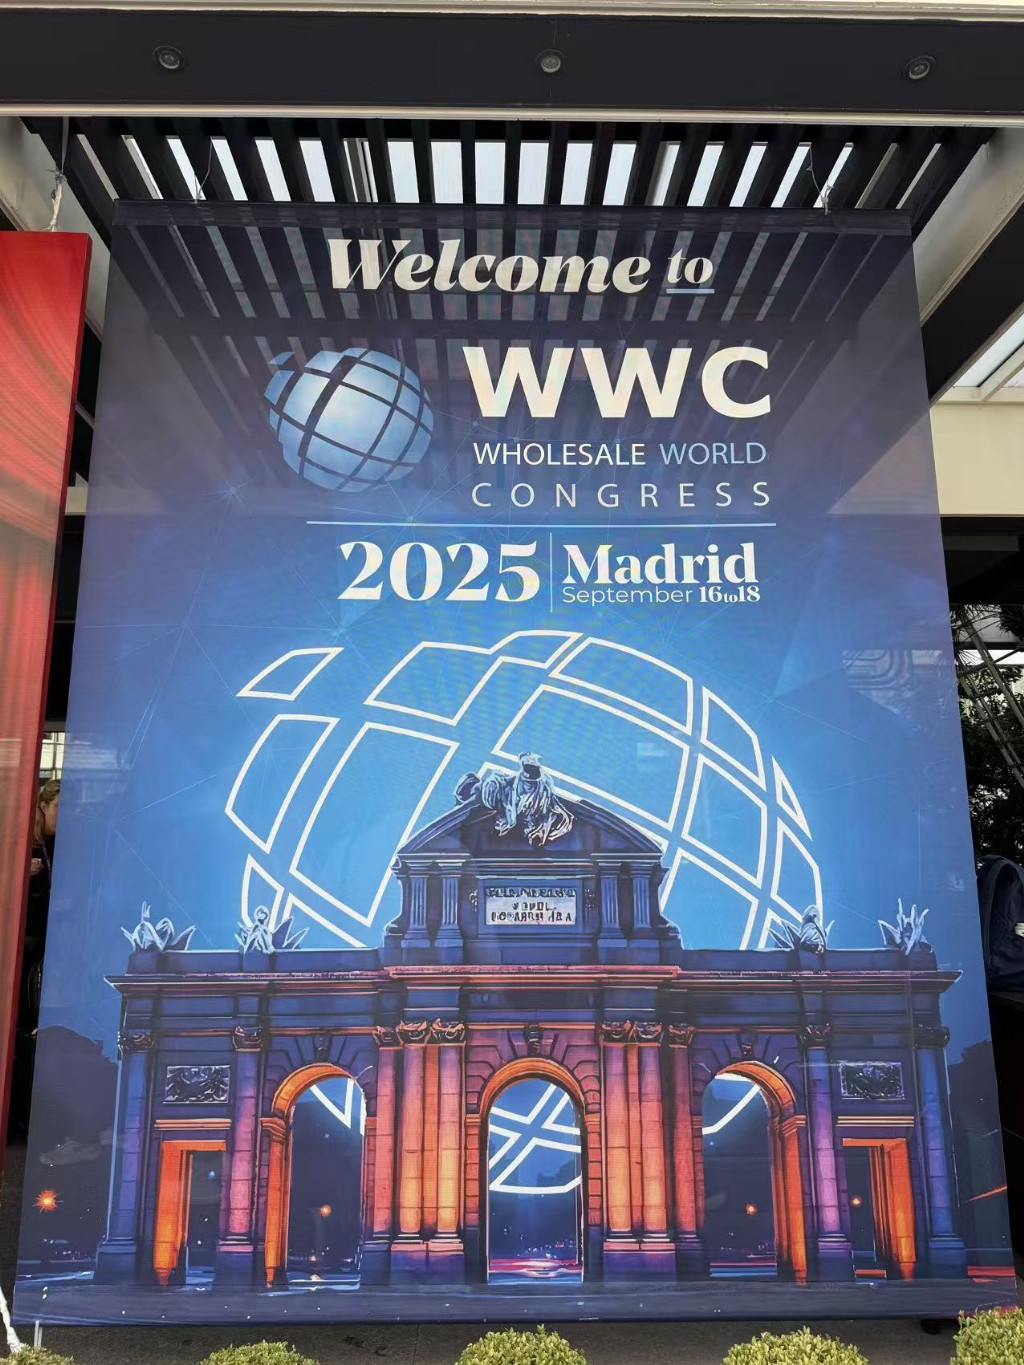 Welcome to
WWC
WHOLESALE WORLD
CONGRESS
2025 Madrid
September 16to18